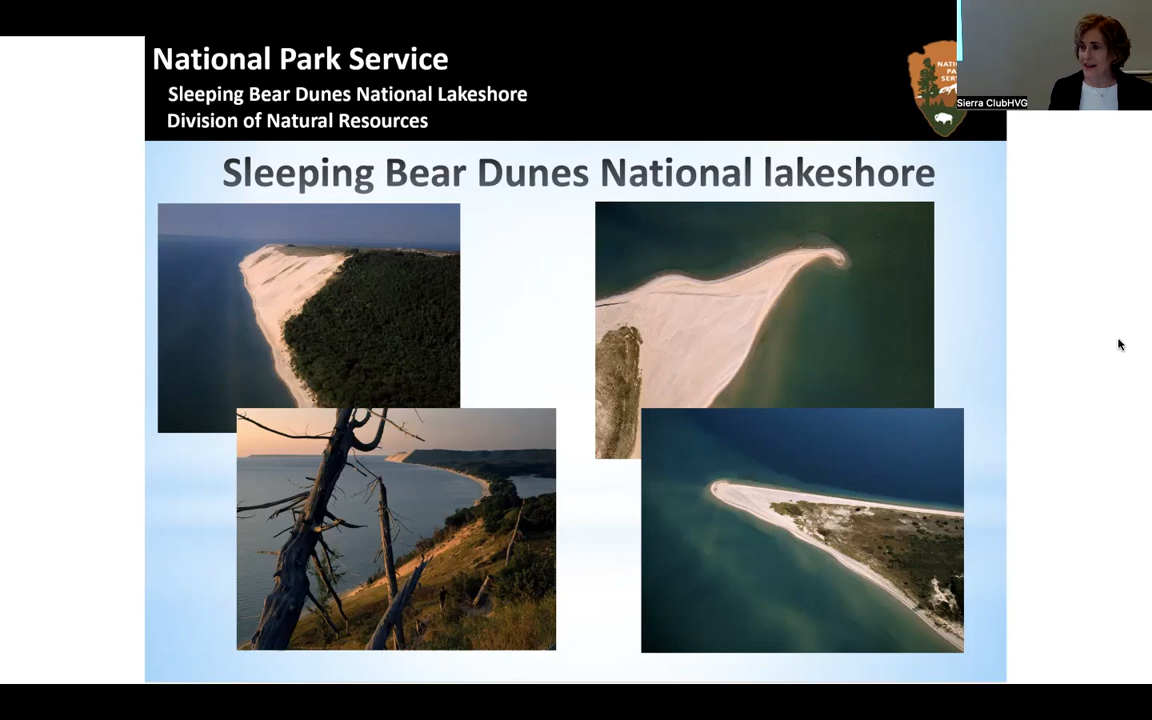 National Park Service
Sleeping Bear Dunes National Lakeshore
Division of Natural Resources
Sierra ClubHVG
Sleeping Bear Dunes National lakeshore